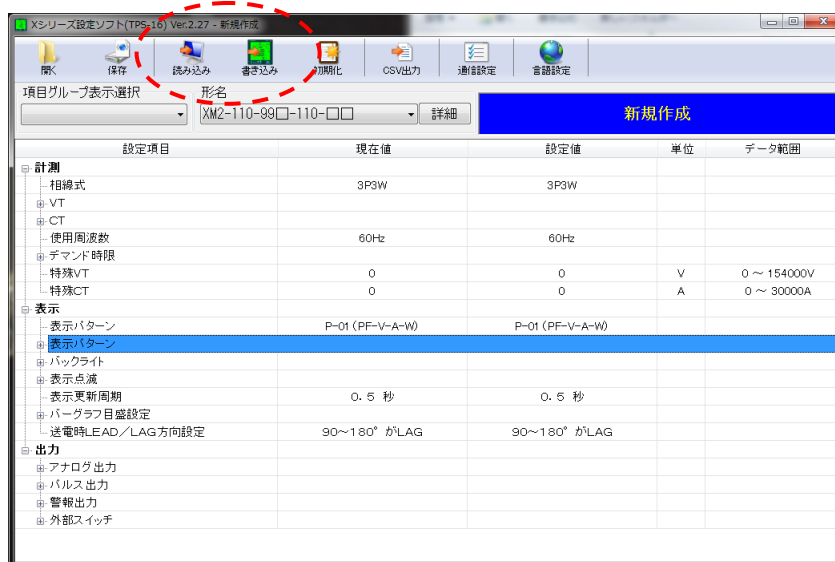 Xシリーズ設定ソフト(TPS-16) Ver.2.27 - 新規作成
開く 保存 読み込み 書き込み 初期化 CSV出力 通信設定 言語設定
項目グループ表示選択 形名
XM2-110-99□-110-□□ 詳細 新規作成
設定項目 現在値 設定値 単位 データ範囲
計測
相線式 3P3W 3P3W
VT
CT
使用周波数 60Hz 60Hz
デマンド時限
特殊VT 0 0 V 0 ～ 154000V
特殊CT 0 0 A 0 ～ 30000A
表示
表示パターン P-01(PF-V-A-W) P-01(PF-V-A-W)
表示パターン
バックライト
表示点滅
表示更新周期 0.5 秒 0.5 秒
バーグラフ目盛設定
送電時LEAD/LAG方向設定 90～180° がLAG 90～180° がLAG
出力
アナログ出力
パルス出力
警報出力
外部スイッチ